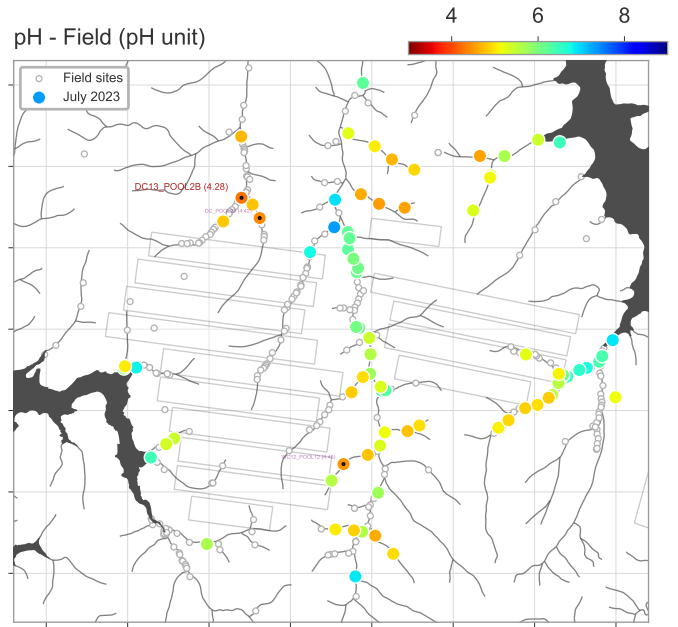 4 6 8
pH - Field (pH unit)
Field sites
July 2023
DC13_POOL2B (4.28)